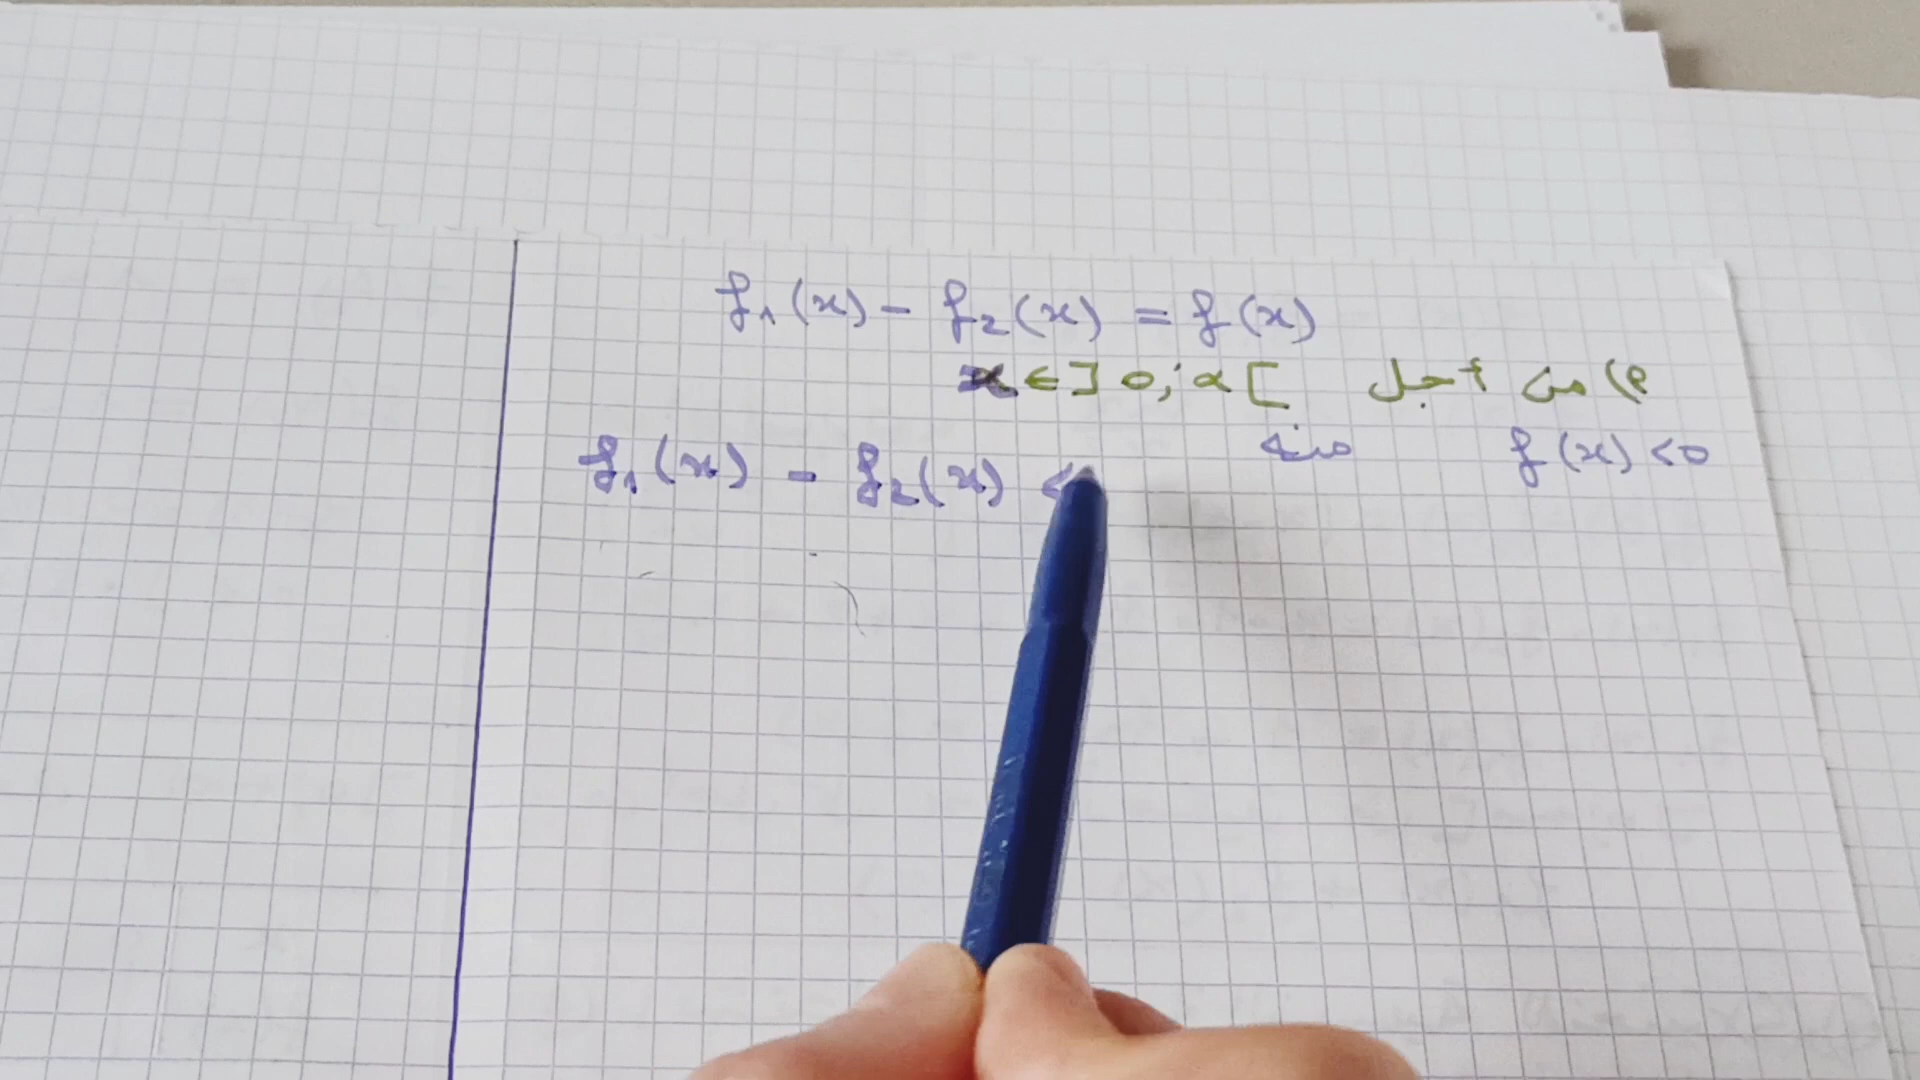 f₁(x) - f₂(x) = f(x)
م) من أجل x ∈ ]0; α[
f(x) < 0 منه f₁(x) - f₂(x) <